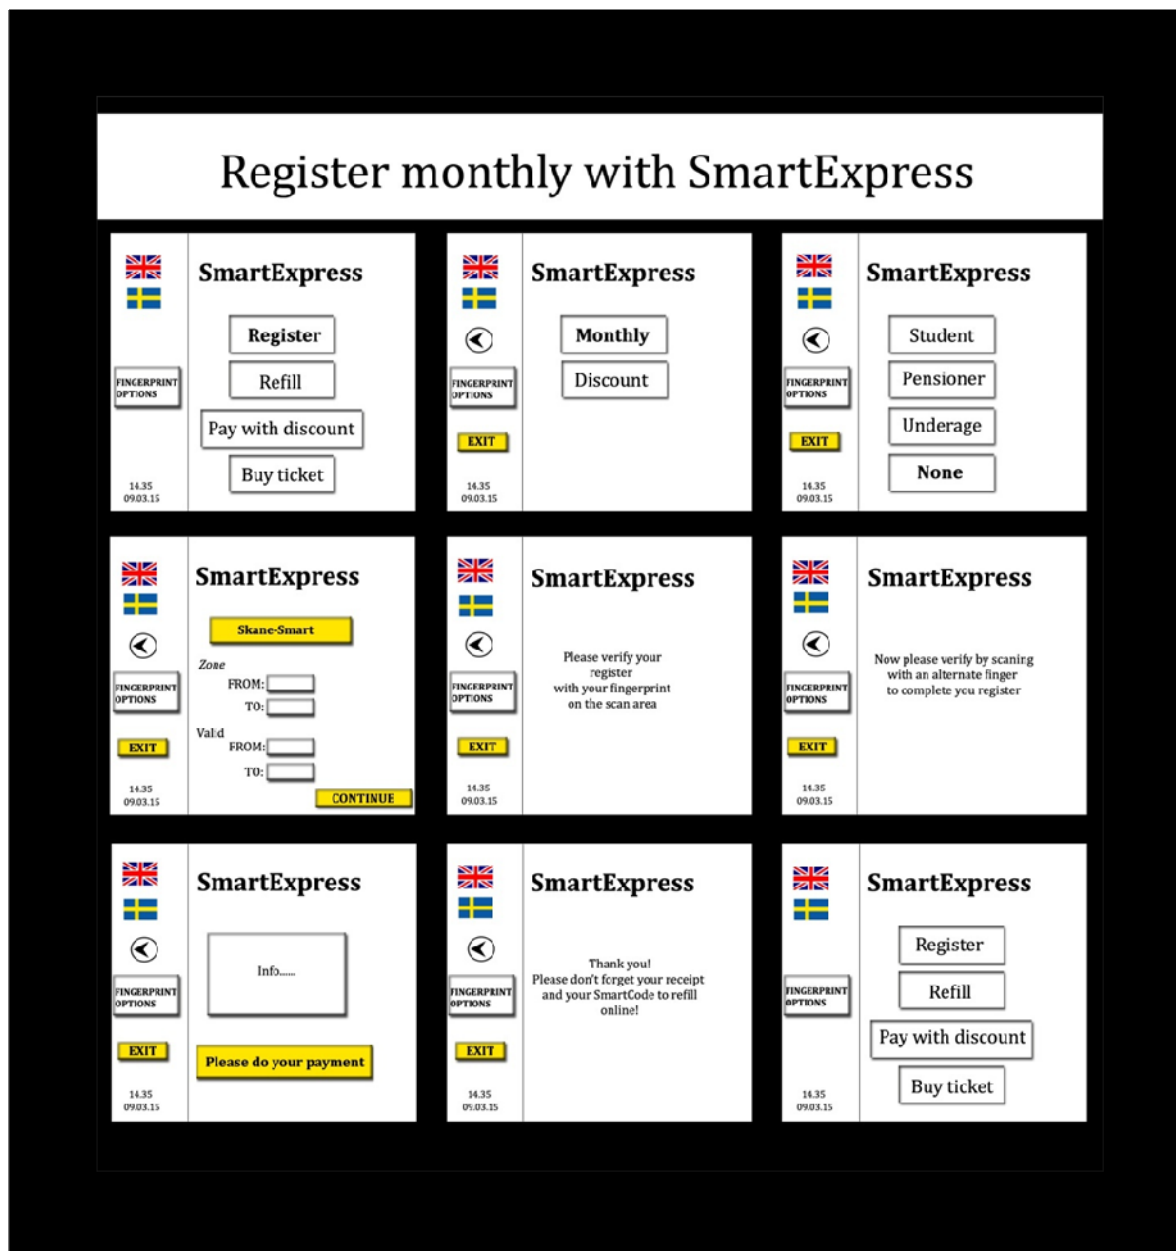 Register monthly with SmartExpress
SmartExpress
Register
Refill
Pay with discount
Buy ticket
FINGERPRINT
OPTIONS
14.35
09.03.15
SmartExpress
Monthly
Discount
FINGERPRINT
OPTIONS
EXIT
14.35
09.03.15
SmartExpress
Student
Pensioner
Underage
None
FINGERPRINT
OPTIONS
EXIT
14.35
09.03.15
SmartExpress
Skane-Smart
Zone
FROM:
TO:
Valid
FROM:
TO:
CONTINUE
FINGERPRINT
OPTIONS
EXIT
14.35
09.03.15
SmartExpress
Please verify your
register
with your fingerprint
on the scan area
FINGERPRINT
OPTIONS
EXIT
14.35
09.03.15
SmartExpress
Now please verify by scaning
with an alternate finger
to complete you register
FINGERPRINT
OPTIONS
EXIT
14.35
09.03.15
SmartExpress
Info......
Please do your payment
FINGERPRINT
OPTIONS
EXIT
14.35
09.03.15
SmartExpress
Thank you!
Please don't forget your receipt
and your SmartCode to refill
online!
FINGERPRINT
OPTIONS
EXIT
14.35
09.03.15
SmartExpress
Register
Refill
Pay with discount
Buy ticket
FINGERPRINT
OPTIONS
14.35
09.03.15